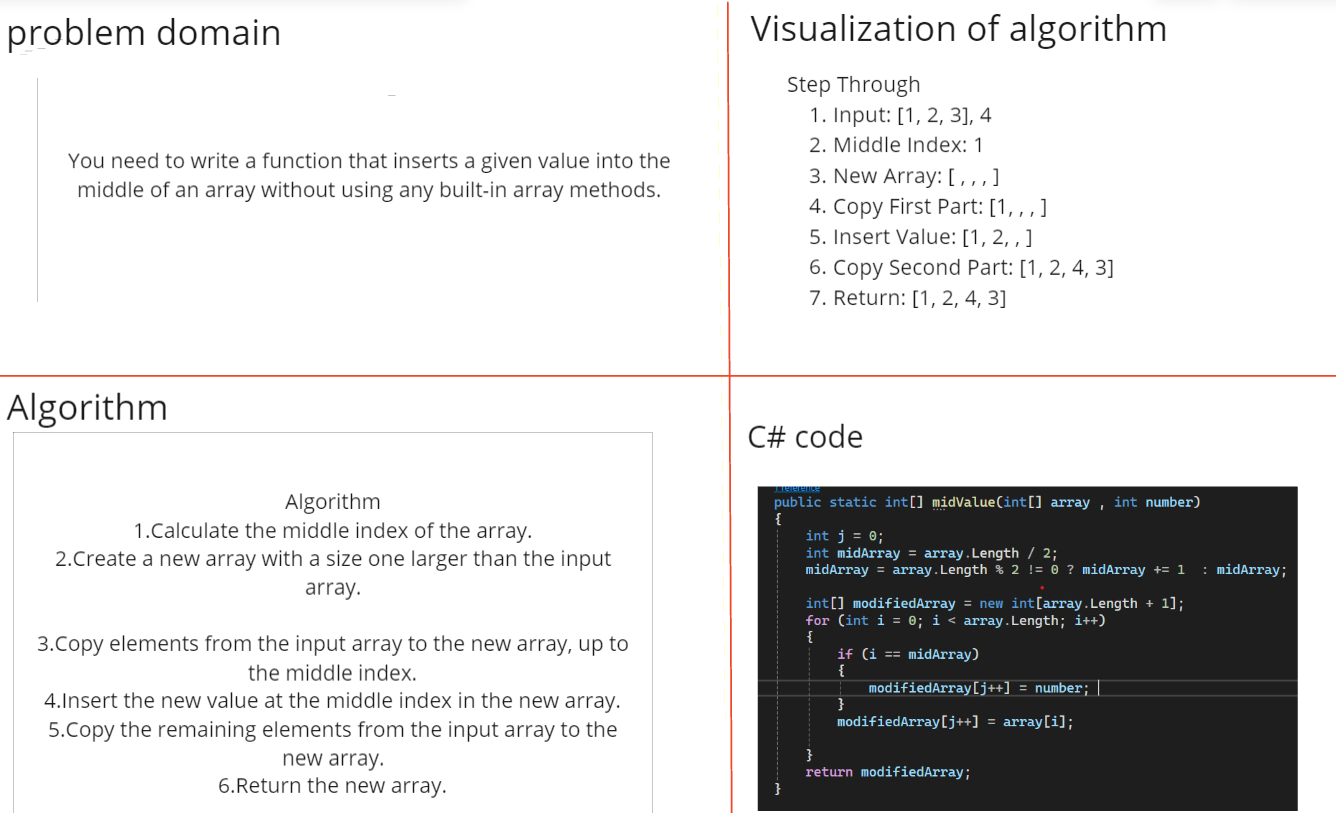 problem domain
You need to write a function that inserts a given value into the
middle of an array without using any built-in array methods.
Visualization of algorithm
Step Through
1. Input: [1, 2, 3], 4
2. Middle Index: 1
3. New Array: [ , , , ]
4. Copy First Part: [1, , , ]
5. Insert Value: [1, 2, , ]
6. Copy Second Part: [1, 2, 4, 3]
7. Return: [1, 2, 4, 3]
Algorithm
Algorithm
1.Calculate the middle index of the array.
2.Create a new array with a size one larger than the input
array.
3.Copy elements from the input array to the new array, up to
the middle index.
4.Insert the new value at the middle index in the new array.
5.Copy the remaining elements from the input array to the
new array.
6.Return the new array.
C# code
1 reference
public static int[] midValue(int[] array , int number)
{
int j = 0;
int midArray = array.Length / 2;
midArray = array.Length % 2 != 0 ? midArray += 1 : midArray;
int[] modifiedArray = new int[array.Length + 1];
for (int i = 0; i < array.Length; i++)
{
if (i == midArray)
{
modifiedArray[j++] = number;
}
modifiedArray[j++] = array[i];
}
return modifiedArray;
}